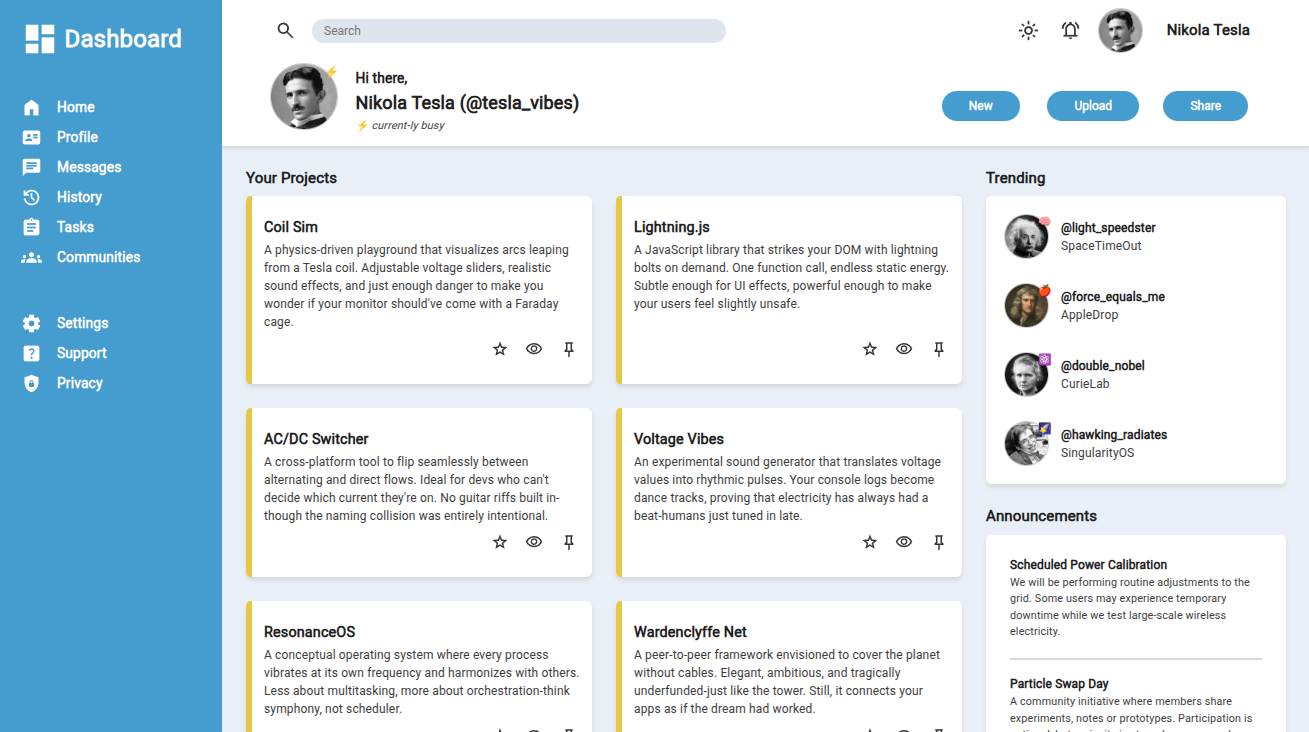 Dashboard
Home
Profile
Messages
History
Tasks
Communities
Settings
Support
Privacy
Search
Nikola Tesla
Hi there,
Nikola Tesla (@tesla_vibes)
⚡ current-ly busy
New
Upload
Share
Your Projects
Coil Sim
A physics-driven playground that visualizes arcs leaping
from a Tesla coil. Adjustable voltage sliders, realistic
sound effects, and just enough danger to make you
wonder if your monitor should've come with a Faraday
cage.
Lightning.js
A JavaScript library that strikes your DOM with lightning
bolts on demand. One function call, endless static energy.
Subtle enough for UI effects, powerful enough to make
your users feel slightly unsafe.
AC/DC Switcher
A cross-platform tool to flip seamlessly between
alternating and direct flows. Ideal for devs who can't
decide which current they're on. No guitar riffs built in-
though the naming collision was entirely intentional.
Voltage Vibes
An experimental sound generator that translates voltage
values into rhythmic pulses. Your console logs become
dance tracks, proving that electricity has always had a
beat-humans just tuned in late.
ResonanceOS
A conceptual operating system where every process
vibrates at its own frequency and harmonizes with others.
Less about multitasking, more about orchestration-think
symphony, not scheduler.
Wardenclyffe Net
A peer-to-peer framework envisioned to cover the planet
without cables. Elegant, ambitious, and tragically
underfunded-just like the tower. Still, it connects your
apps as if the dream had worked.
Trending
@light_speedster
SpaceTimeOut
@force_equals_me
AppleDrop
@double_nobel
CurieLab
@hawking_radiates
SingularityOS
Announcements
Scheduled Power Calibration
We will be performing routine adjustments to the
grid. Some users may experience temporary
downtime while we test large-scale wireless
electricity.
Particle Swap Day
A community initiative where members share
experiments, notes or prototypes. Participation is